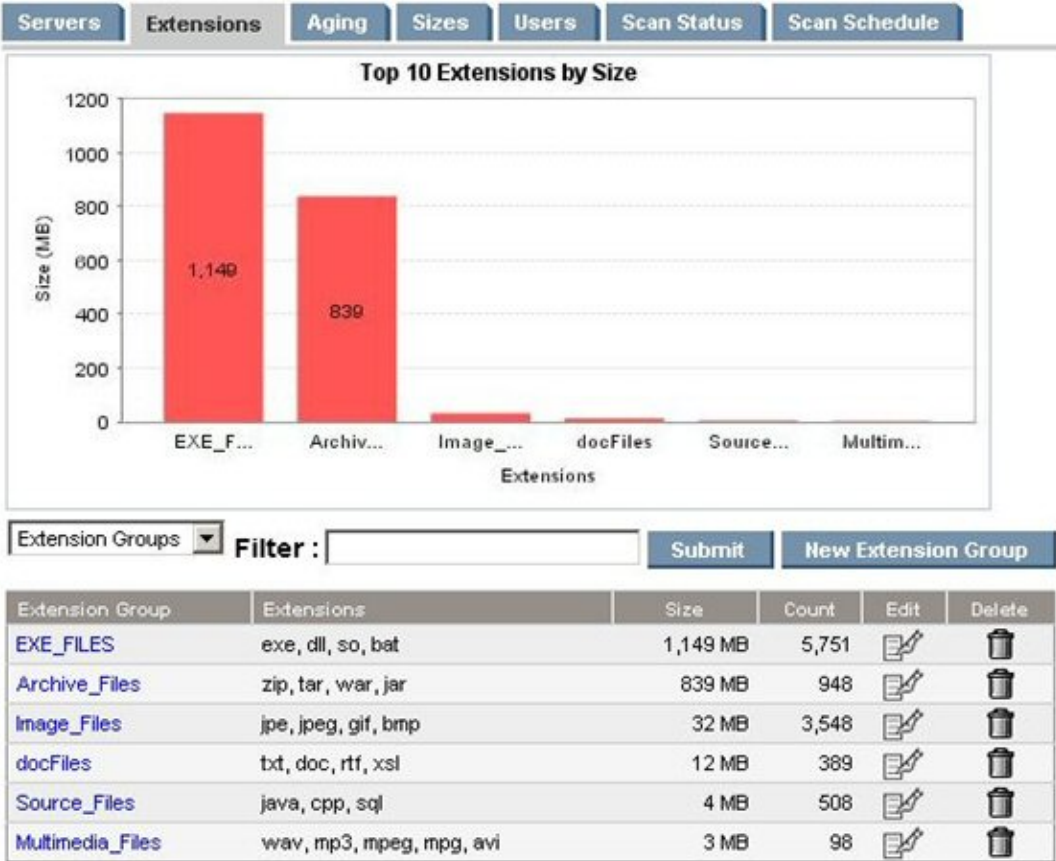 Servers Extensions Aging Sizes Users Scan Status Scan Schedule
Top 10 Extensions by Size
1200
1000
800
600
400
200
0
Size (MB)
1,149
839
EXE_F... Archiv... Image_... docFiles Source... Multim...
Extensions
Extension Groups Filter : Submit New Extension Group
Extension Group Extensions Size Count Edit Delete
EXE_FILES exe, dll, so, bat 1,149 MB 5,751
Archive_Files zip, tar, war, jar 839 MB 948
Image_Files jpe, jpeg, gif, bmp 32 MB 3,548
docFiles txt, doc, rtf, xsl 12 MB 389
Source_Files java, cpp, sql 4 MB 508
Multimedia_Files wav, mp3, mpeg, mpg, avi 3 MB 98